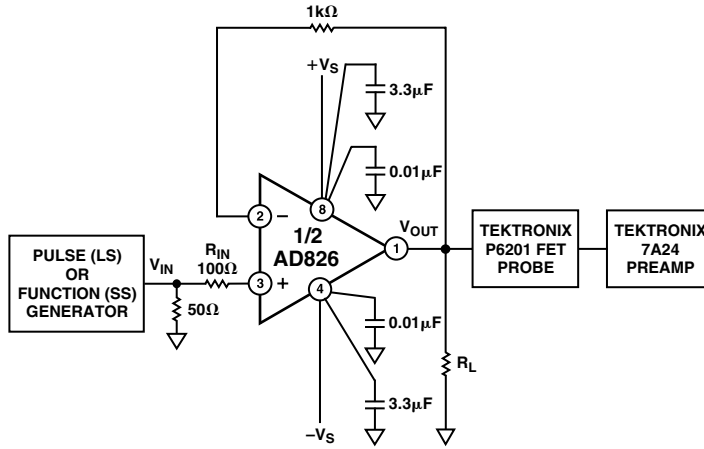 1kΩ
+VS
3.3µF
0.01µF
8
2
−
1/2
AD826
VOUT
1
TEKTRONIX
P6201 FET
PROBE
TEKTRONIX
7A24
PREAMP
PULSE (LS)
OR
FUNCTION (SS)
GENERATOR
VIN
RIN
100Ω
3
+
50Ω
4
0.01µF
RL
3.3µF
−VS